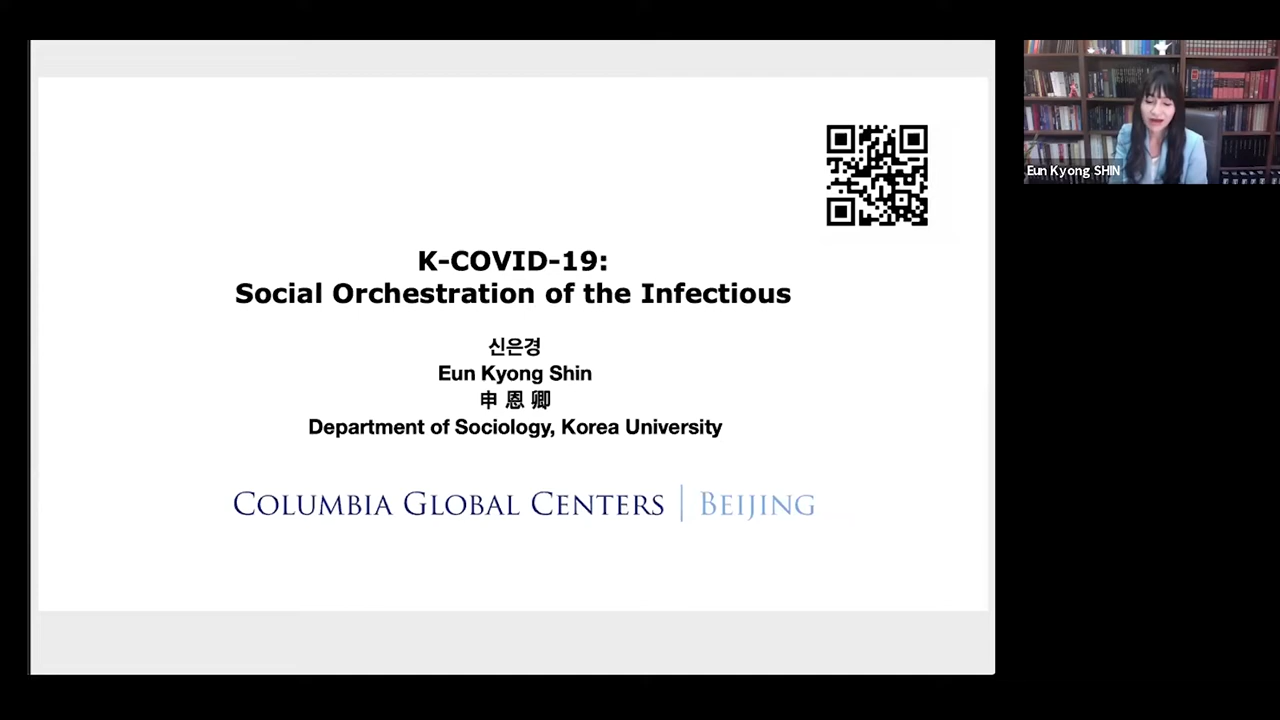 K-COVID-19:
Social Orchestration of the Infectious
신은경
Eun Kyong Shin
申 恩 卿
Department of Sociology, Korea University
COLUMBIA GLOBAL CENTERS | BEIJING
Eun Kyong SHIN